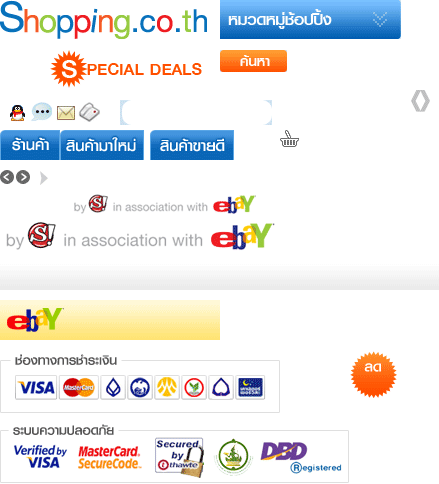 Shopping.co.th
หมวดหมู่ช้อปปิ้ง
SPECIAL DEALS
ค้นหา
ร้านค้า
สินค้ามาใหม่
สินค้าขายดี
by S! in association with ebaY
by S! in association with ebaY
ebaY
ช่องทางการชำระเงิน
VISA
MasterCard
ลด
ระบบความปลอดภัย
Verified by VISA
MasterCard. SecureCode.
Secured by thawte
DBD Registered